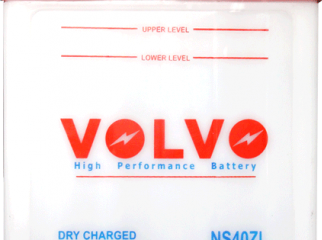 UPPER LEVEL
LOWER LEVEL
VOLVO
High Performance Battery
DRY CHARGED NS40ZL